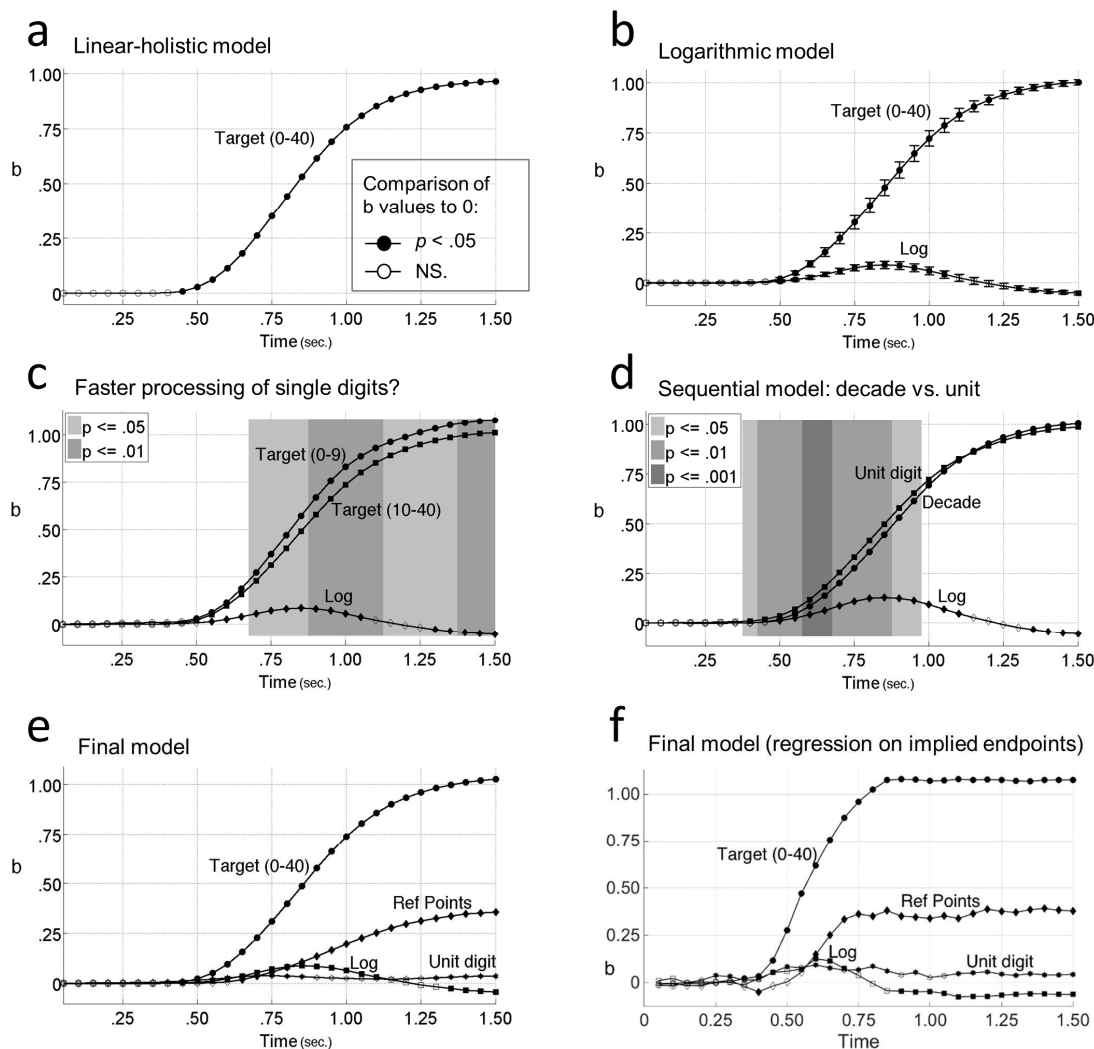 a
Linear-holistic model
1.00
.75
b
.50
.25
0
Target (0-40)
Comparison of
b values to 0:
p < .05
NS.
.25 .50 .75 1.00 1.25 1.50
Time (sec.)
b
Logarithmic model
1.00
.75
b
.50
.25
0
Target (0-40)
Log
.25 .50 .75 1.00 1.25 1.50
Time (sec.)
c
Faster processing of single digits?
p <= .05
p <= .01
1.00
.75
b
.50
.25
0
Target (0-9)
Target (10-40)
Log
.25 .50 .75 1.00 1.25 1.50
Time (sec.)
d
Sequential model: decade vs. unit
p <= .05
p <= .01
p <= .001
1.00
.75
b
.50
.25
0
Unit digit
Decade
Log
.25 .50 .75 1.00 1.25 1.50
Time (sec.)
e
Final model
1.00
.75
b
.50
.25
0
Target (0-40)
Ref Points
Log
Unit digit
.25 .50 .75 1.00 1.25 1.50
Time (sec.)
f
Final model (regression on implied endpoints)
1.00
0.75
0.50
0.25
b
0
Target (0-40)
Ref Points
Log
Unit digit
0 0.25 0.50 0.75 1.00 1.25 1.50
Time